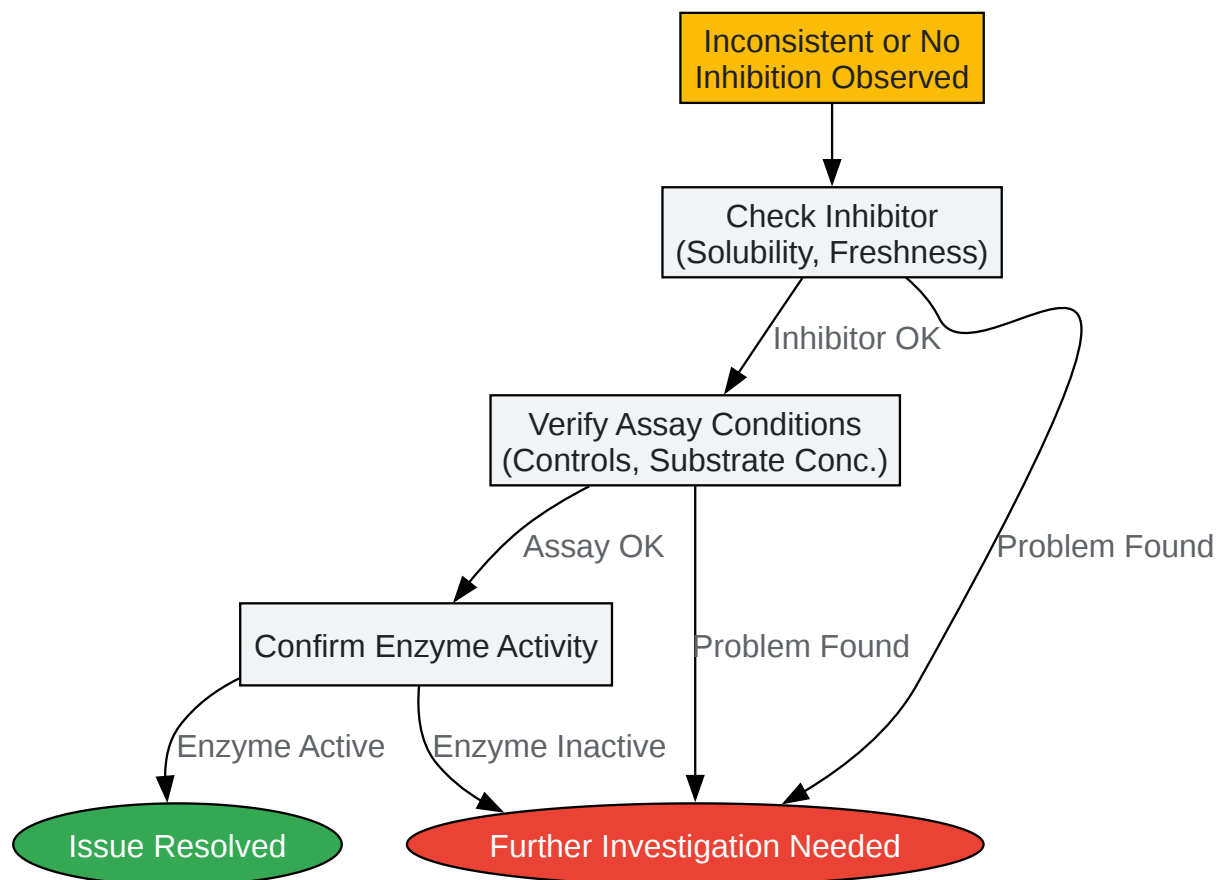 Inconsistent or No
Inhibition Observed
Check Inhibitor
(Solubility, Freshness)
Inhibitor OK
Verify Assay Conditions
(Controls, Substrate Conc.)
Assay OK
Problem Found
Confirm Enzyme Activity
Problem Found
Enzyme Active
Enzyme Inactive
Issue Resolved
Further Investigation Needed